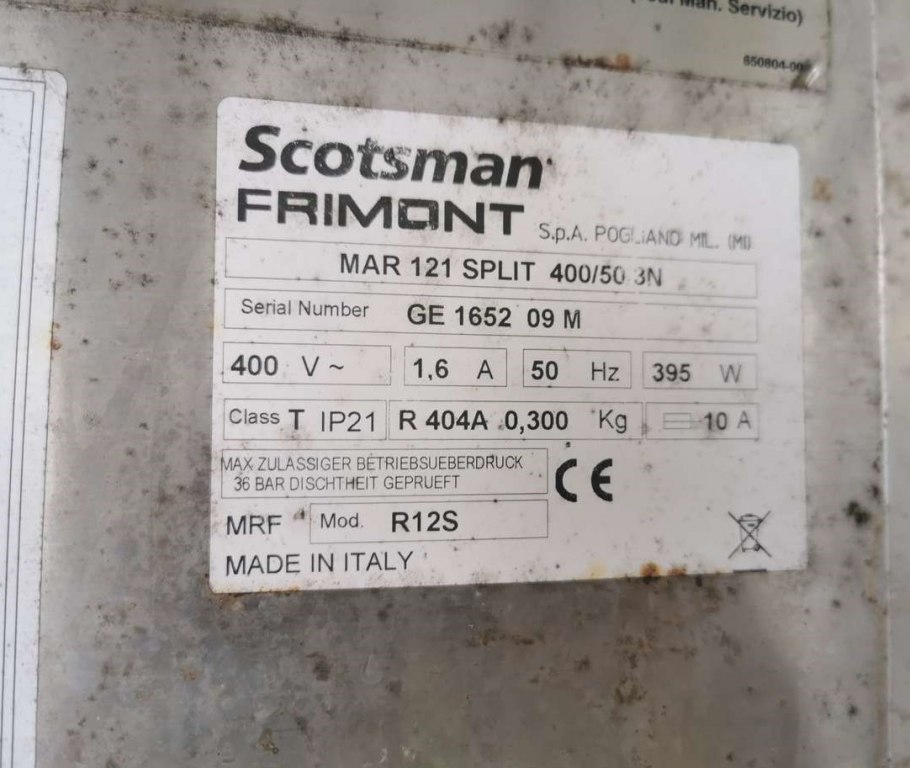 Man. Servizio)
650804-00
Scotsman
FRIMONT S.p.A. POGLIANO MIL. (MI)
MAR 121 SPLIT 400/50 3N
Serial Number GE 1652 09 M
400 V ~ 1,6 A 50 Hz 395 W
Class T IP21 R 404A 0,300 Kg 10 A
MAX ZULASSIGER BETRIEBSUEBERDRUCK
36 BAR DISCHTHEIT GEPRUEFT
CE
MRF Mod. R12S
MADE IN ITALY